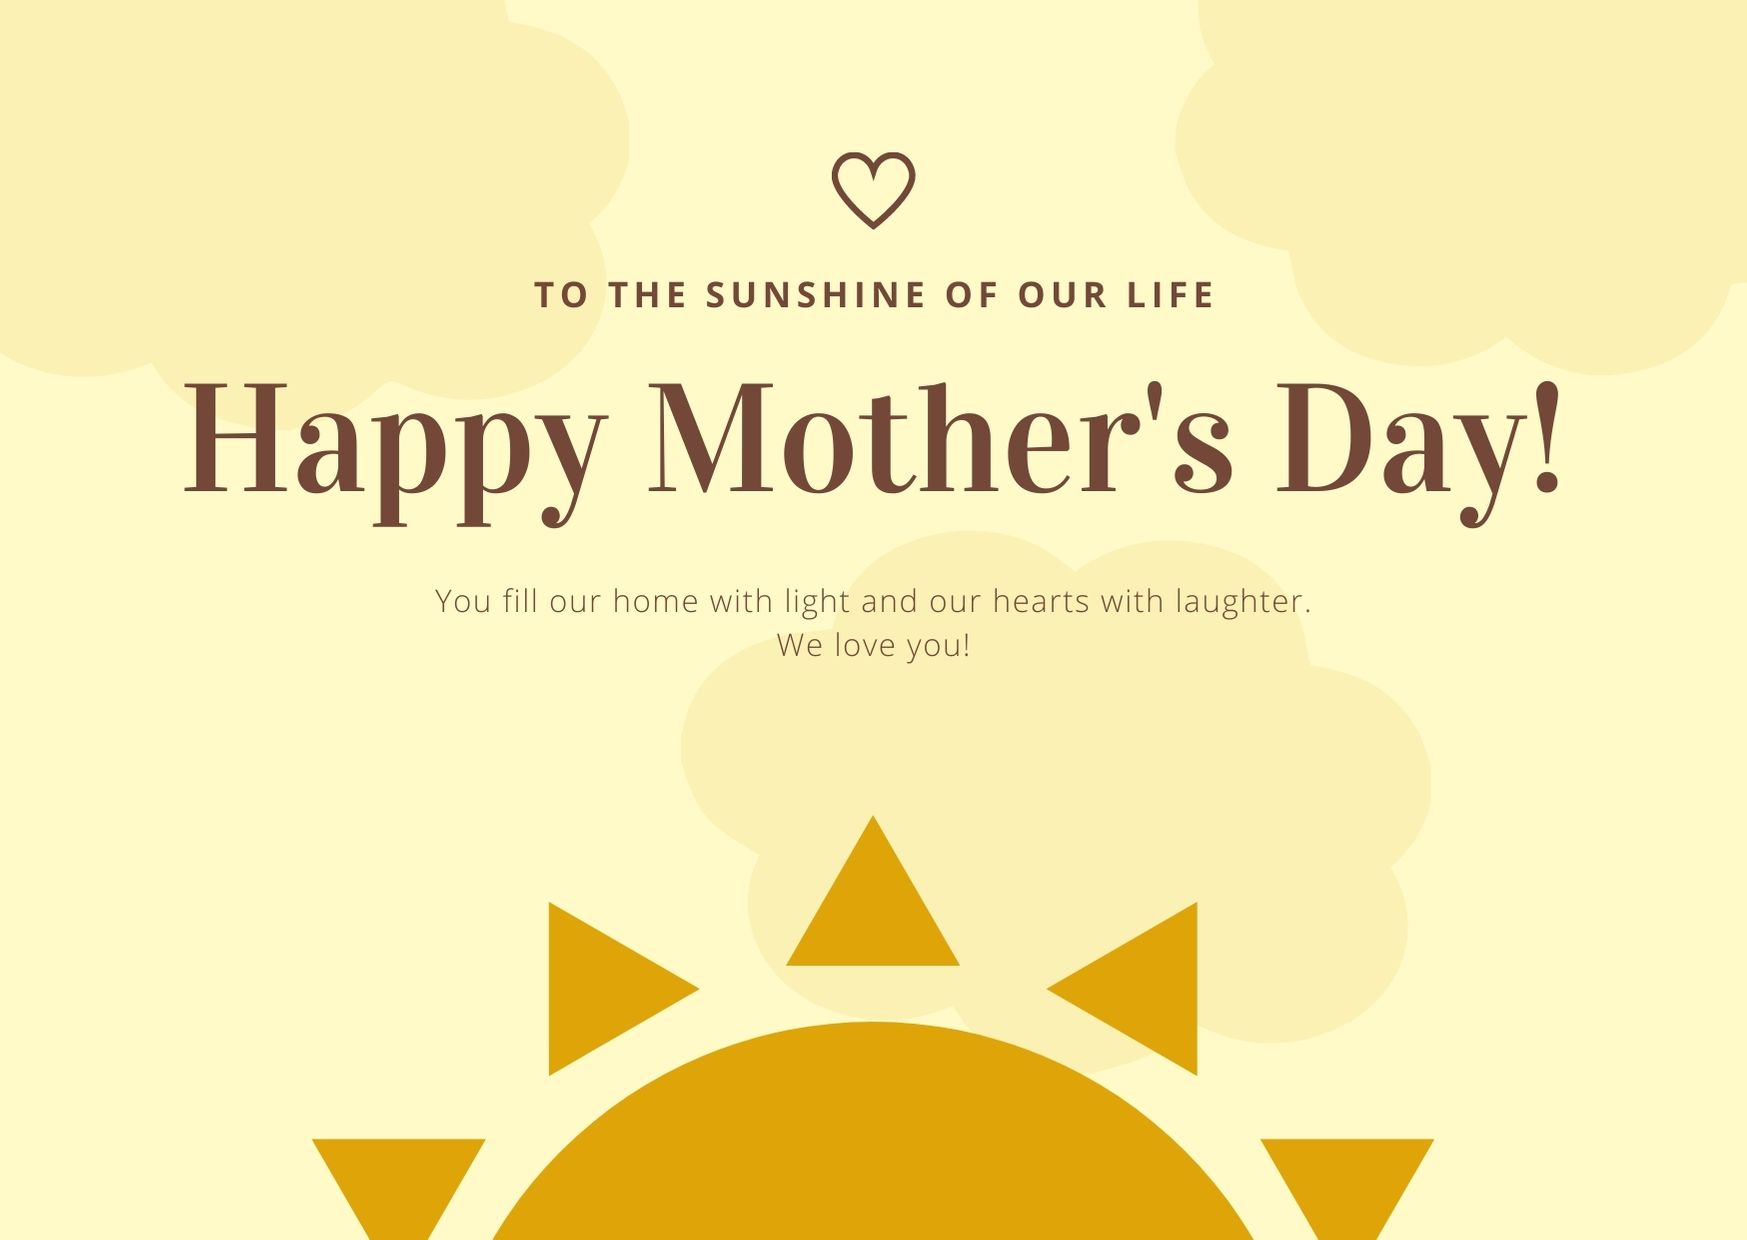 TO THE SUNSHINE OF OUR LIFE
Happy Mother's Day!
You fill our home with light and our hearts with laughter.
We love you!